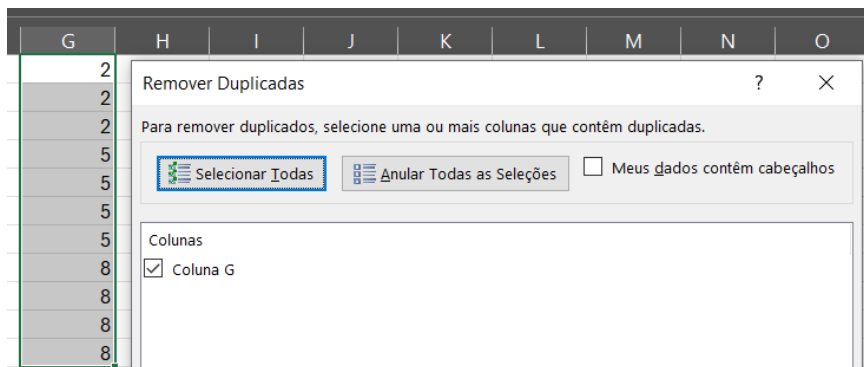 G H I J K L M N O
2
Remover Duplicadas ? X
2
2 Para remover duplicados, selecione uma ou mais colunas que contêm duplicadas.
5
5 Selecionar Todas Anular Todas as Seleções Meus dados contêm cabeçalhos
5
5 Colunas
8 Coluna G
8
8
8